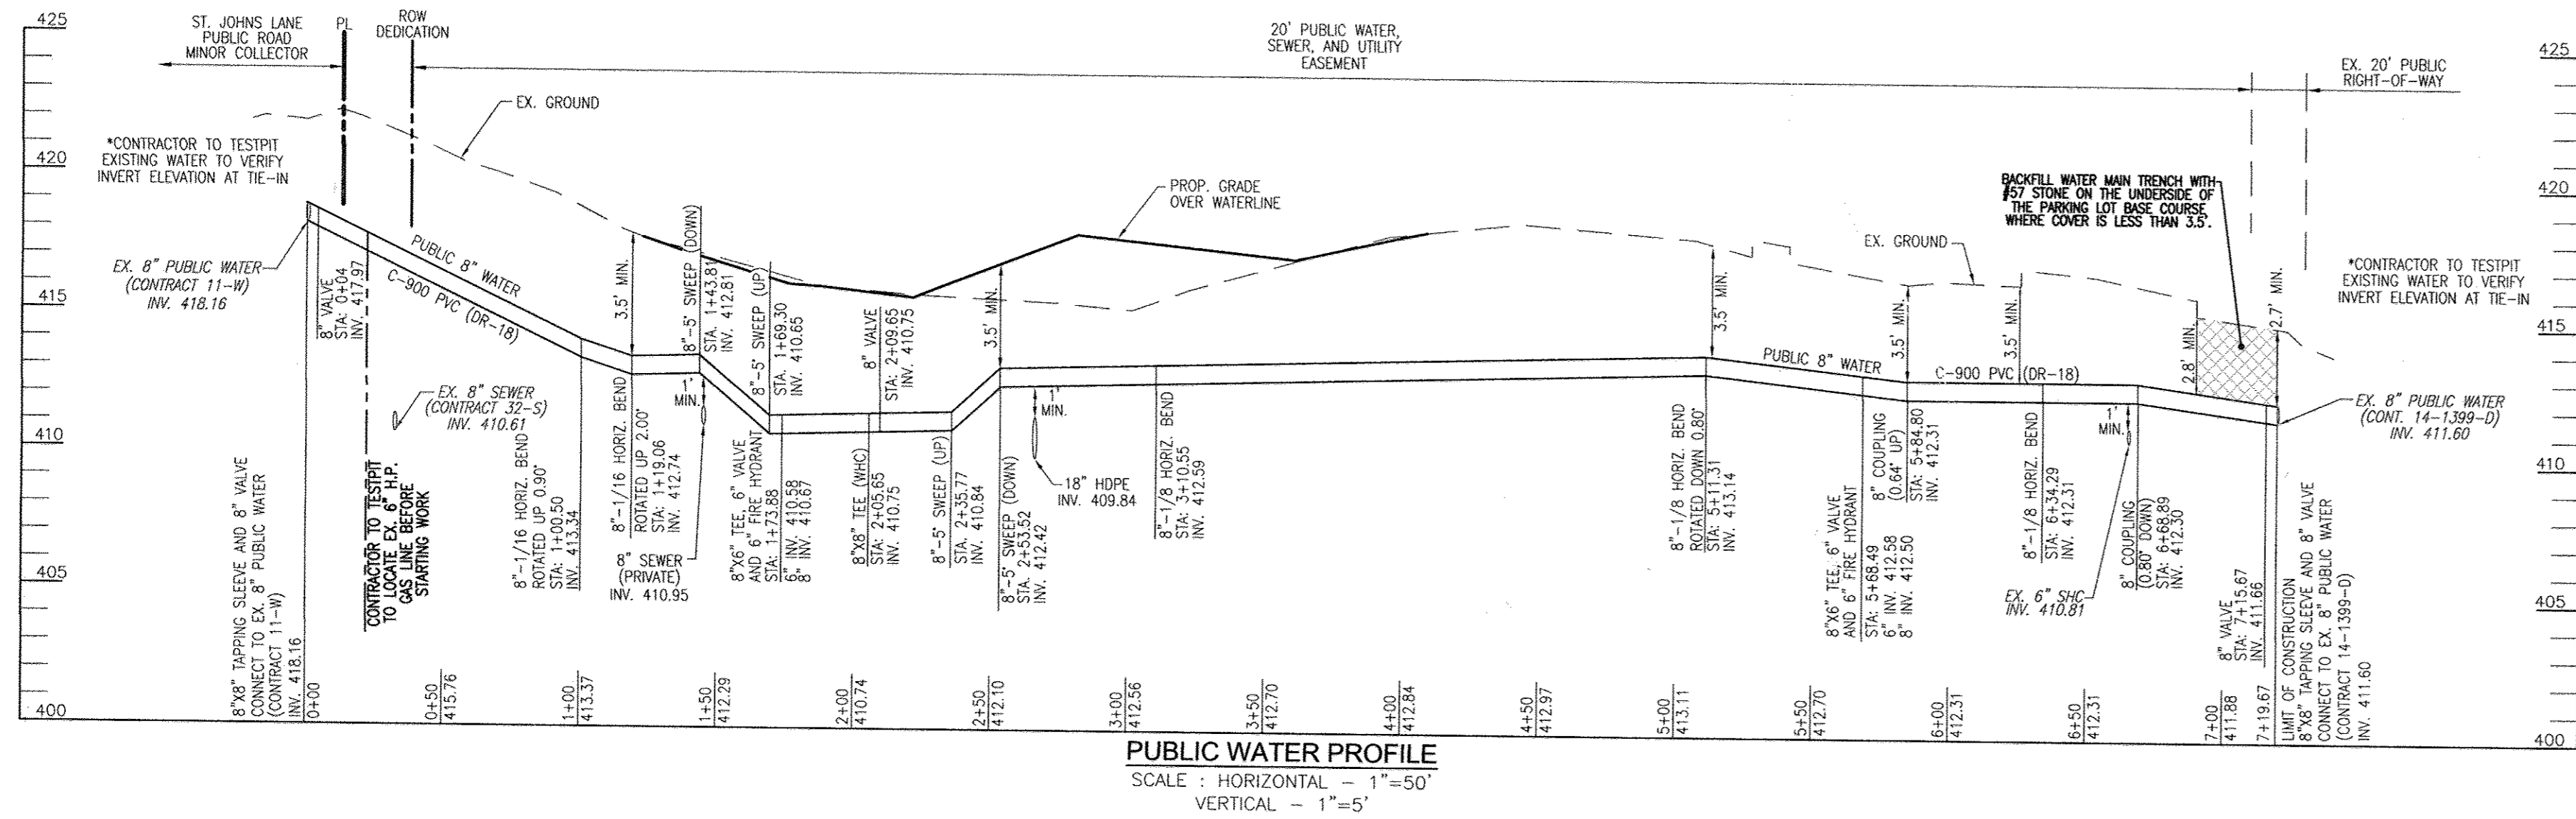 425
ST. JOHNS LANE
PUBLIC ROAD
MINOR COLLECTOR
PL
ROW
DEDICATION
20' PUBLIC WATER,
SEWER, AND UTILITY
EASEMENT
425
EX. 20' PUBLIC
RIGHT-OF-WAY
EX. GROUND
*CONTRACTOR TO TESTPIT
EXISTING WATER TO VERIFY
INVERT ELEVATION AT TIE-IN
420
PROP. GRADE
OVER WATERLINE
BACKFILL WATER MAIN TRENCH WITH
#57 STONE ON THE UNDERSIDE OF
THE PARKING LOT BASE COURSE
WHERE COVER IS LESS THAN 3.5'.
420
EX. GROUND
*CONTRACTOR TO TESTPIT
EXISTING WATER TO VERIFY
INVERT ELEVATION AT TIE-IN
EX. 8" PUBLIC WATER
(CONTRACT 11-W)
INV. 418.16
415
8" VALVE
STA: 0+04
INV. 417.97
PUBLIC 8" WATER
C-900 PVC (DR-18)
3.5' MIN.
8"-5' SWEEP (DOWN)
STA. 1+43.81
INV. 412.81
8"-5' SWEEP (UP)
STA. 1+69.30
INV. 410.65
8" VALVE
STA: 2+09.65
INV. 410.75
3.5' MIN.
3.5' MIN.
PUBLIC 8" WATER
3.5' MIN.
C-900 PVC (DR-18)
3.5' MIN.
2.8' MIN.
2.7' MIN.
415
EX. 8" SEWER
(CONTRACT 32-S)
INV. 410.61
1'
MIN.
1'
MIN.
1'
MIN.
EX. 8" PUBLIC WATER
(CONT. 14-1399-D)
INV. 411.60
410
410
8"X8" TAPPING SLEEVE AND 8" VALVE
CONNECT TO EX. 8" PUBLIC WATER
(CONTRACT 11-W)
INV. 418.16
CONTRACTOR TO TESTPIT
TO LOCATE EX. 6" H.P.
GAS LINE BEFORE
STARTING WORK
8"-1/16 HORIZ. BEND
ROTATED UP 0.90°
STA: 1+00.50
INV. 413.34
8"-1/16 HORIZ. BEND
ROTATED UP 2.00°
STA: 1+19.06
INV. 412.74
8" SEWER
(PRIVATE)
INV. 410.95
8"X6" TEE, 6" VALVE
AND 6" FIRE HYDRANT
STA: 1+73.88
6" INV. 410.58
8" INV. 410.67
8"X8" TEE (WHC)
STA: 2+05.65
INV. 410.75
8"-5' SWEEP (UP)
STA. 2+35.77
INV. 410.84
8"-5' SWEEP (DOWN)
STA. 2+53.52
INV. 412.42
18" HDPE
INV. 409.84
8"-1/8 HORIZ. BEND
STA: 3+10.55
INV. 412.59
8"-1/8 HORIZ. BEND
ROTATED DOWN 0.80°
STA: 5+11.31
INV. 413.14
8"X6" TEE, 6" VALVE
AND 6" FIRE HYDRANT
STA: 5+68.49
6" INV. 412.58
8" INV. 412.50
8" COUPLING
(0.64° UP)
STA: 5+84.80
INV. 412.31
8"-1/8 HORIZ. BEND
STA: 6+34.29
INV. 412.31
EX. 6" SHC
INV. 410.81
8" COUPLING
(0.80° DOWN)
STA: 6+68.89
INV. 412.30
8" VALVE
STA: 7+15.67
INV. 411.66
LIMIT OF CONSTRUCTION
8"X8" TAPPING SLEEVE AND 8" VALVE
CONNECT TO EX. 8" PUBLIC WATER
(CONTRACT 14-1399-D)
INV. 411.60
405
405
400
0+00
0+50
415.76
1+00
413.37
1+50
412.29
2+00
410.74
2+50
412.10
3+00
412.56
3+50
412.70
4+00
412.84
4+50
412.97
5+00
413.11
5+50
412.70
6+00
412.31
6+50
412.31
7+00
411.88
7+19.67
400
PUBLIC WATER PROFILE
SCALE : HORIZONTAL - 1"=50'
VERTICAL - 1"=5'